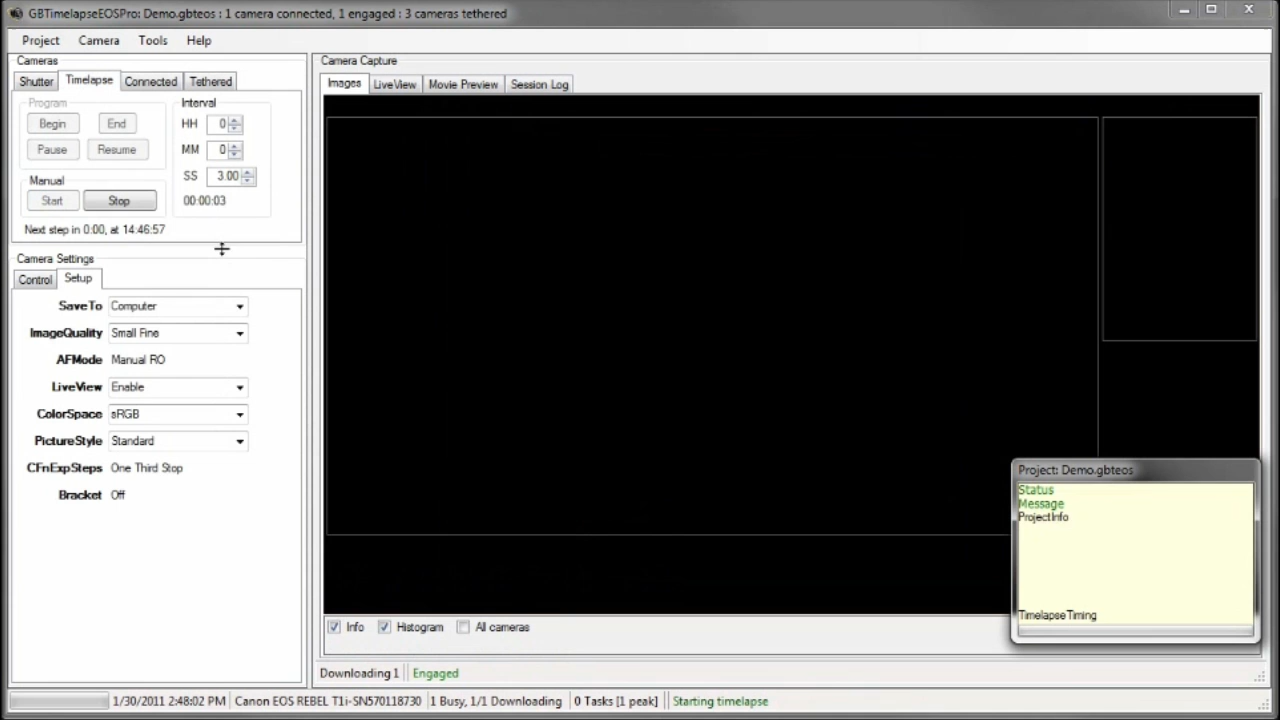 GBTimelapseEOSPro: Demo.gbteos : 1 camera connected, 1 engaged : 3 cameras tethered
Project Camera Tools Help
Cameras
Shutter Timelapse Connected Tethered
Program
Begin End
Pause Resume
Manual
Start Stop
Interval
HH 0
MM 0
SS 3.00
00:00:03
Next step in 0:00, at 14:46:57
Camera Settings
Control Setup
SaveTo Computer
ImageQuality Small Fine
AFMode Manual RO
LiveView Enable
ColorSpace sRGB
PictureStyle Standard
CFnExpSteps One Third Stop
Bracket Off
Camera Capture
Images LiveView Movie Preview Session Log
Info Histogram All cameras
Project: Demo.gbteos
Status
Message
ProjectInfo
Timelapse Timing
Downloading 1 Engaged
1/30/2011 2:48:02 PM Canon EOS REBEL T1i-SN570118730 1 Busy, 1/1 Downloading 0 Tasks [1 peak] Starting timelapse